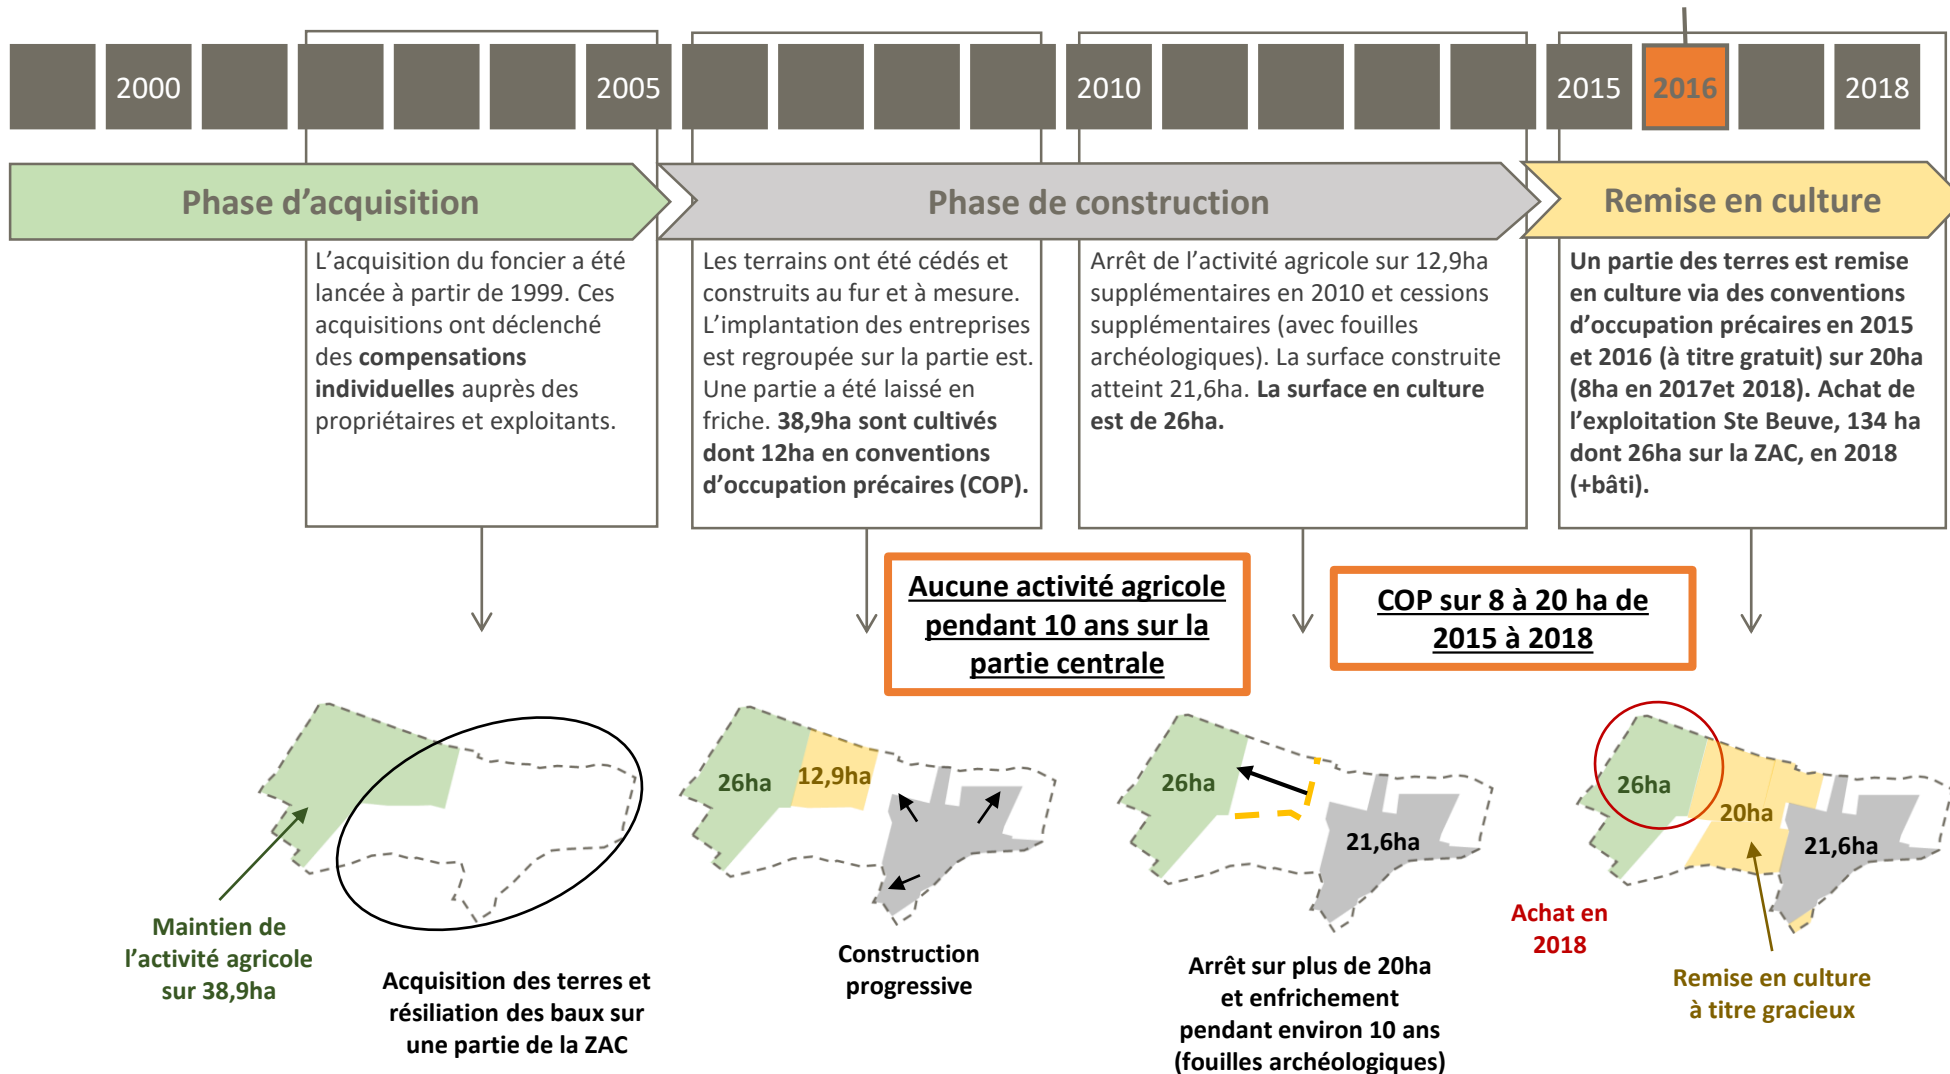 2000
2005
2010
2015
2016
2018
Phase d’acquisition
Phase de construction
Remise en culture
L’acquisition du foncier a été
lancée à partir de 1999. Ces
acquisitions ont déclenché
des compensations
individuelles auprès des
propriétaires et exploitants.
Les terrains ont été cédés et
construits au fur et à mesure.
L’implantation des entreprises
est regroupée sur la partie est.
Une partie a été laissé en
friche. 38,9ha sont cultivés
dont 12ha en conventions
d’occupation précaires (COP).
Arrêt de l’activité agricole sur 12,9ha
supplémentaires en 2010 et cessions
supplémentaires (avec fouilles
archéologiques). La surface construite
atteint 21,6ha. La surface en culture
est de 26ha.
Un partie des terres est remise
en culture via des conventions
d’occupation précaires en 2015
et 2016 (à titre gratuit) sur 20ha
(8ha en 2017et 2018). Achat de
l’exploitation Ste Beuve, 134 ha
dont 26ha sur la ZAC, en 2018
(+bâti).
Aucune activité agricole
pendant 10 ans sur la
partie centrale
COP sur 8 à 20 ha de
2015 à 2018
Maintien de
l’activité agricole
sur 38,9ha
Acquisition des terres et
résiliation des baux sur
une partie de la ZAC
26ha
12,9ha
Construction
progressive
26ha
21,6ha
Arrêt sur plus de 20ha
et enfrichement
pendant environ 10 ans
(fouilles archéologiques)
26ha
20ha
21,6ha
Achat en
2018
Remise en culture
à titre gracieux